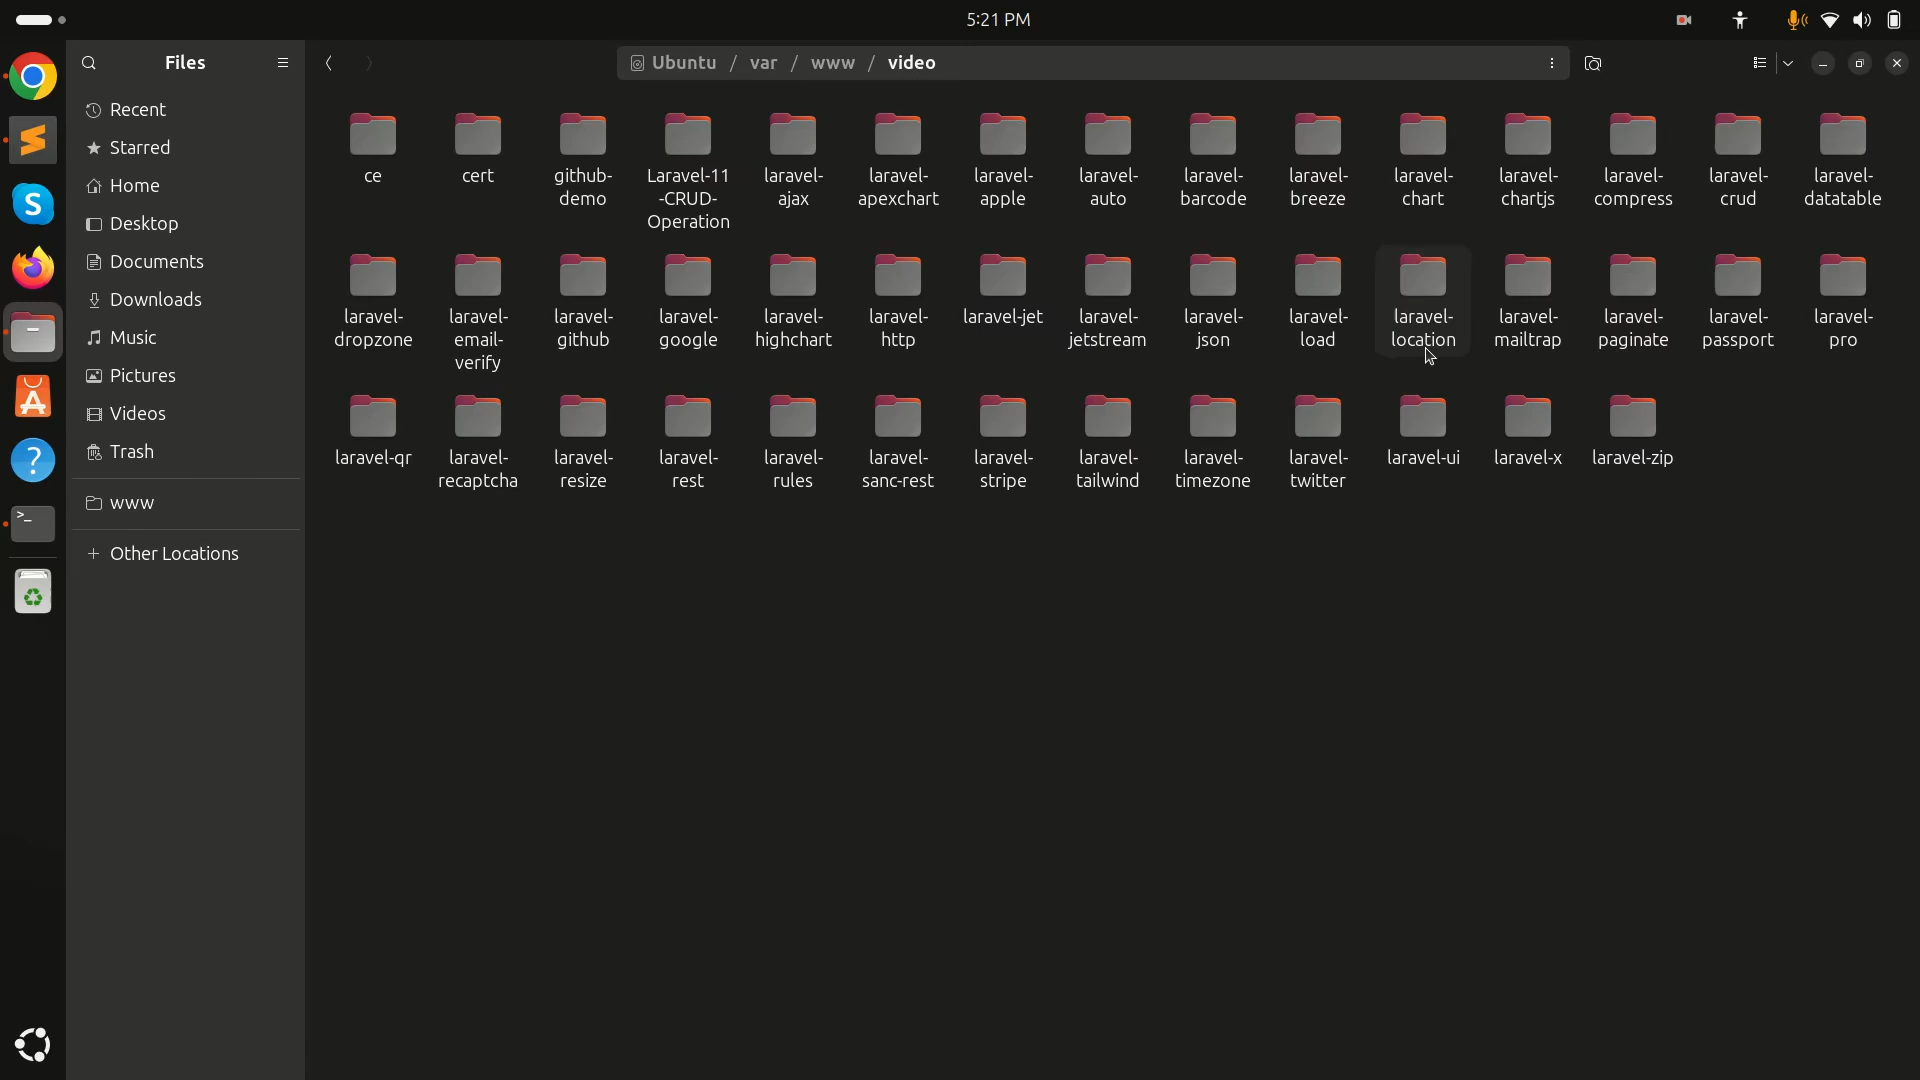 5:21 PM
Files
Ubuntu / var / www / video
Recent
Starred
Home
Desktop
Documents
Downloads
Music
Pictures
Videos
Trash
www
+ Other Locations
ce
cert
github-
demo
Laravel-11
-CRUD-
Operation
laravel-
ajax
laravel-
apexchart
laravel-
apple
laravel-
auto
laravel-
barcode
laravel-
breeze
laravel-
chart
laravel-
chartjs
laravel-
compress
laravel-
crud
laravel-
datatable
laravel-
dropzone
laravel-
email-
verify
laravel-
github
laravel-
google
laravel-
highchart
laravel-
http
laravel-jet
laravel-
jetstream
laravel-
json
laravel-
load
laravel-
location
laravel-
mailtrap
laravel-
paginate
laravel-
passport
laravel-
pro
laravel-qr
laravel-
recaptcha
laravel-
resize
laravel-
rest
laravel-
rules
laravel-
sanc-rest
laravel-
stripe
laravel-
tailwind
laravel-
timezone
laravel-
twitter
laravel-ui
laravel-x
laravel-zip